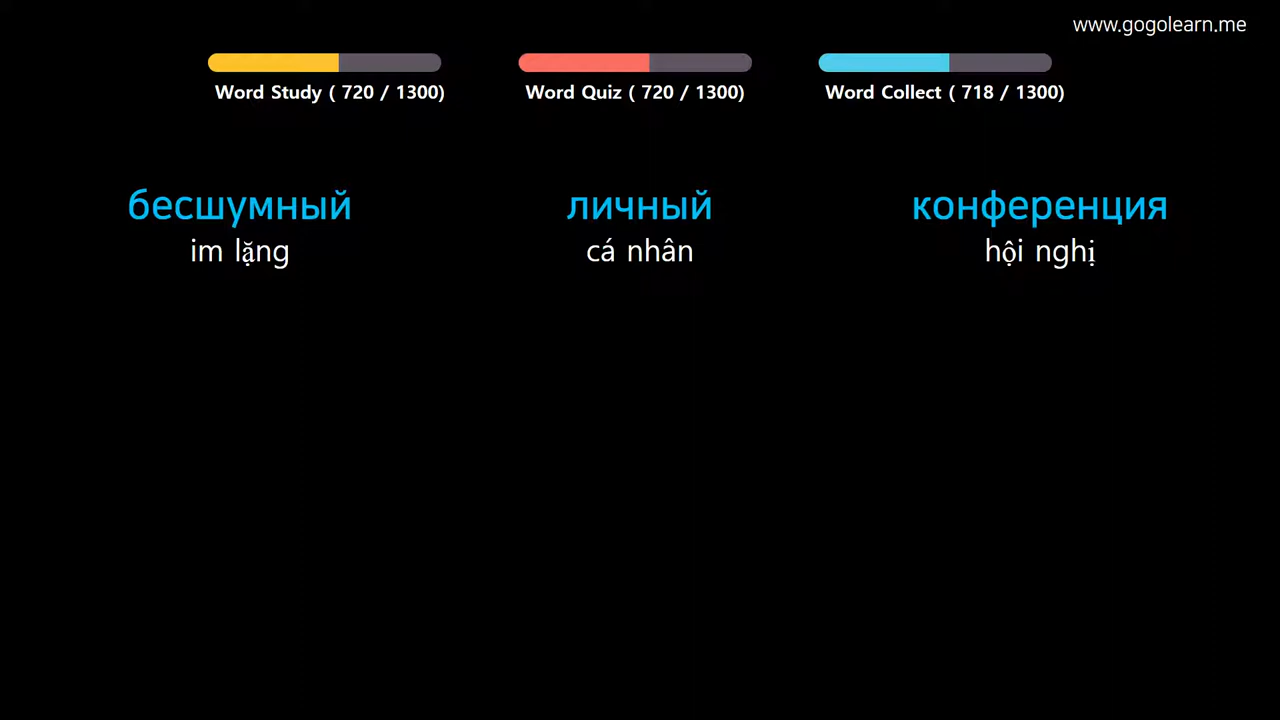 www.gogolearn.me
Word Study ( 720 / 1300)
Word Quiz ( 720 / 1300)
Word Collect ( 718 / 1300)
бесшумный
im lặng
личный
cá nhân
конференция
hội nghị